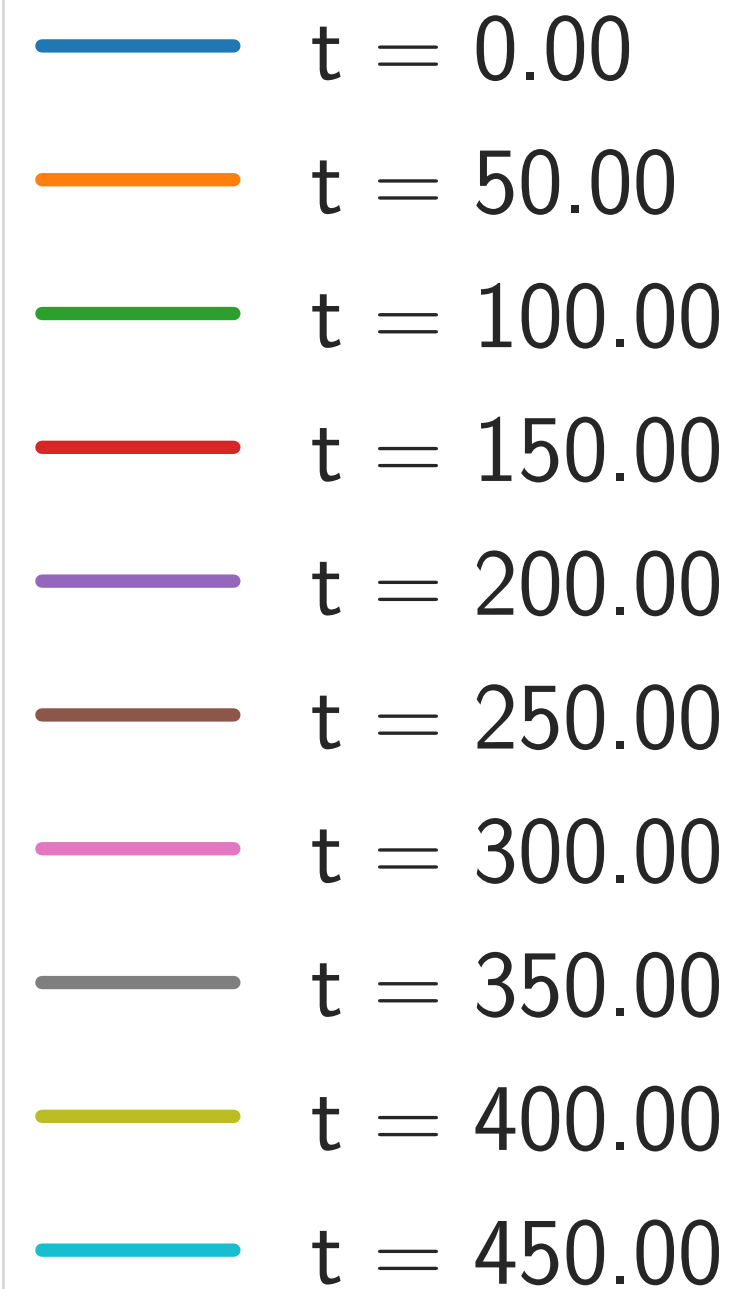 t = 0.00
t = 50.00
t = 100.00
t = 150.00
t = 200.00
t = 250.00
t = 300.00
t = 350.00
t = 400.00
t = 450.00